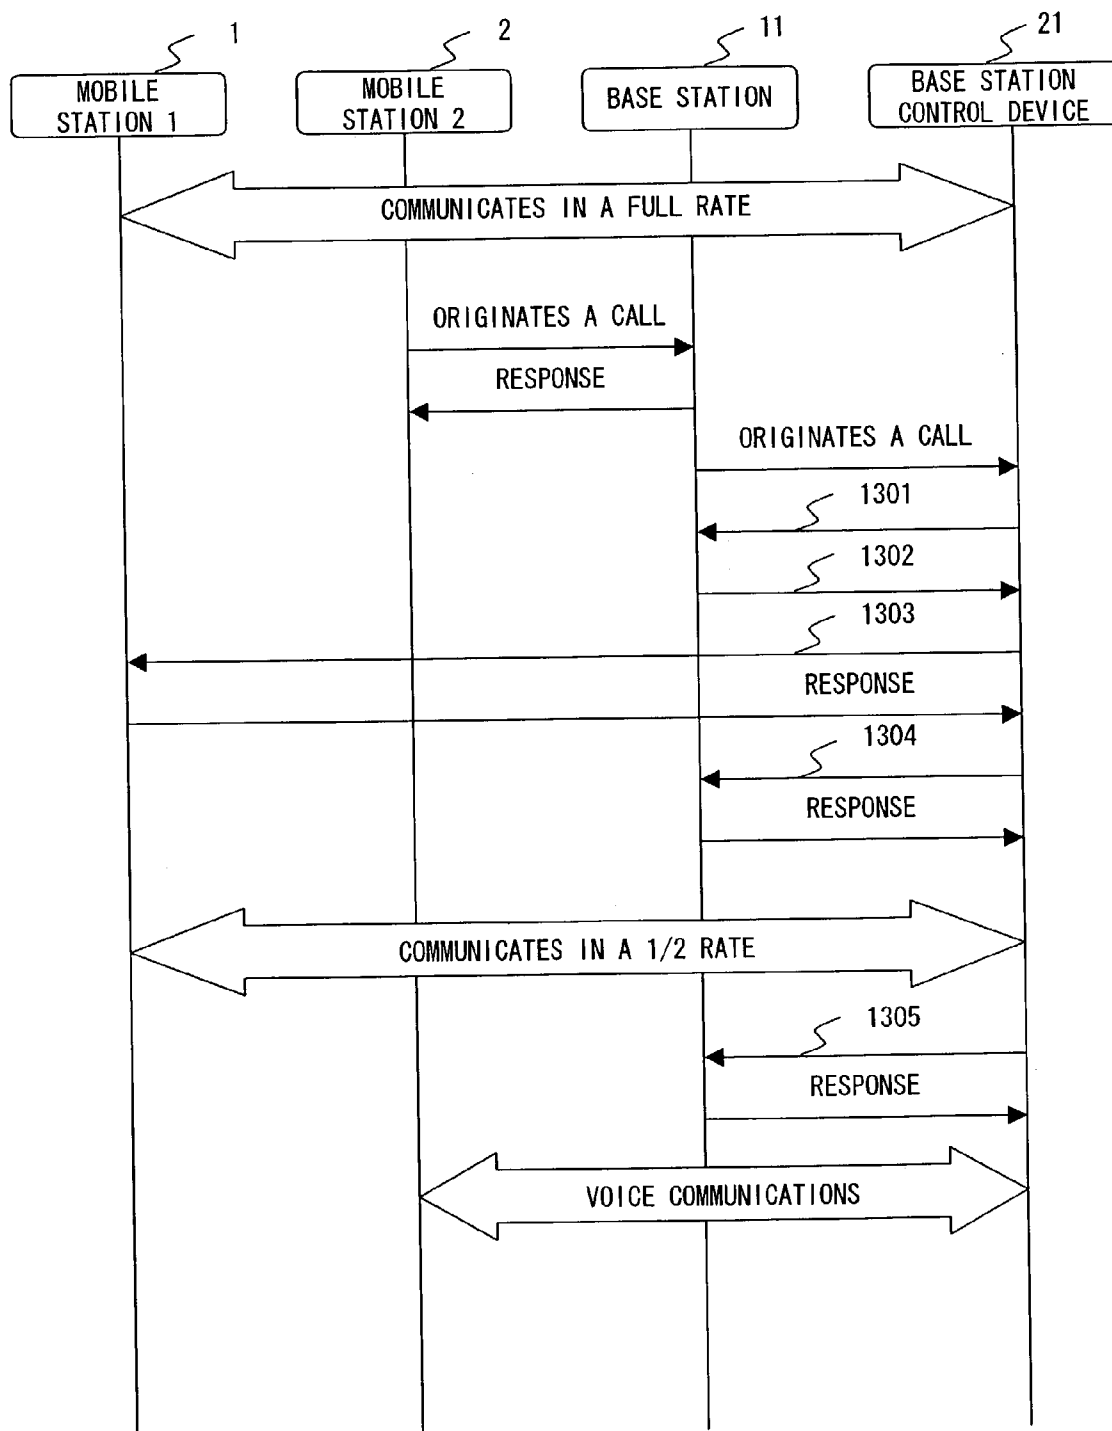 1
2
11
21
MOBILE
STATION 1
MOBILE
STATION 2
BASE STATION
BASE STATION
CONTROL DEVICE
COMMUNICATES IN A FULL RATE
ORIGINATES A CALL
RESPONSE
ORIGINATES A CALL
1301
1302
1303
RESPONSE
1304
RESPONSE
COMMUNICATES IN A 1/2 RATE
1305
RESPONSE
VOICE COMMUNICATIONS